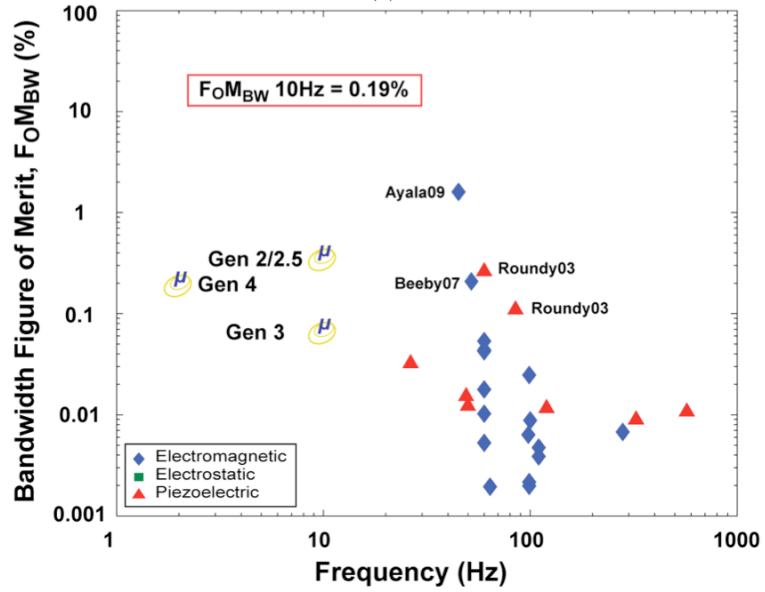 100
10
1
0.1
0.01
0.001
Bandwidth Figure of Merit, FOMBW (%)
FOMBW 10Hz = 0.19%
Ayala09
μ
Gen 2/2.5
Roundy03
μ
Gen 4
Beeby07
Roundy03
μ
Gen 3
Electromagnetic
Electrostatic
Piezoelectric
1
10
100
1000
Frequency (Hz)